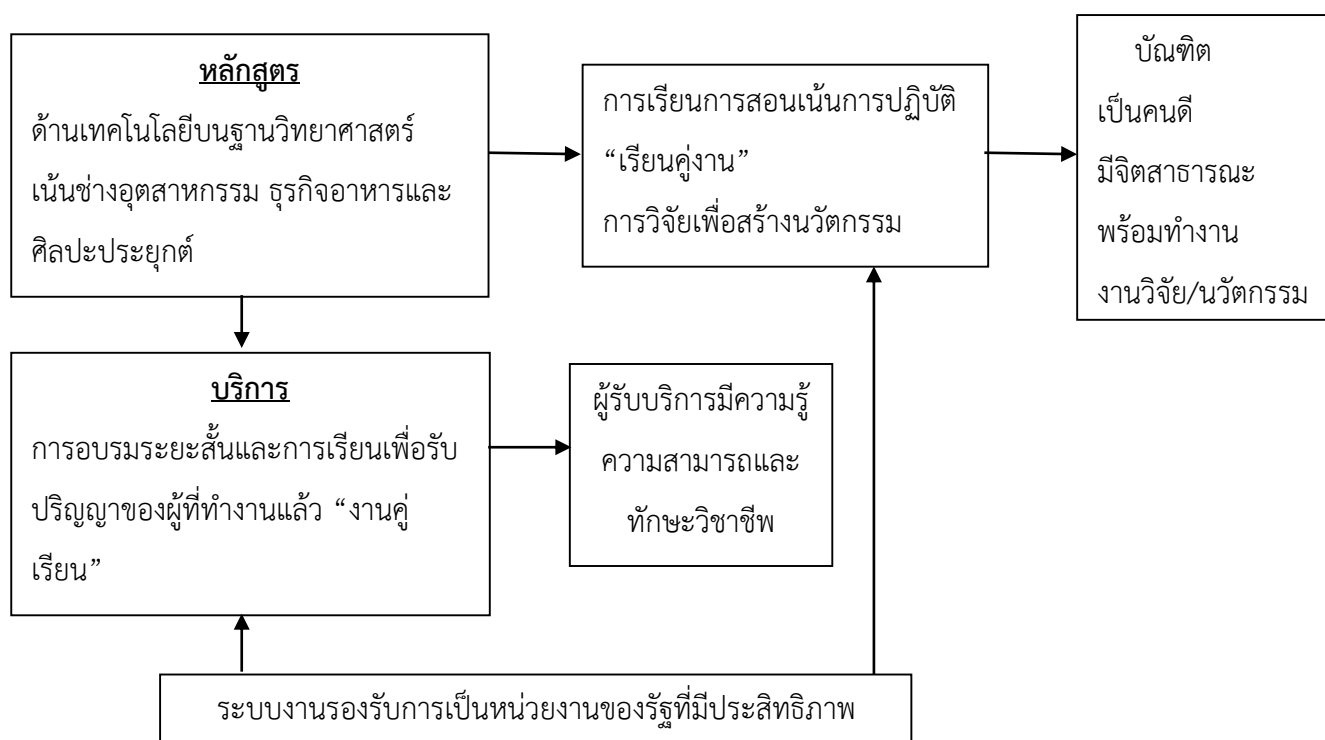 หลักสูตร
ด้านเทคโนโลยีบนฐานวิทยาศาสตร์
เน้นช่างอุตสาหกรรม ธุรกิจอาหารและ
ศิลปะประยุกต์
การเรียนการสอนเน้นการปฏิบัติ
“เรียนคู่งาน”
การวิจัยเพื่อสร้างนวัตกรรม
บัณฑิต
เป็นคนดี
มีจิตสาธารณะ
พร้อมทำงาน
งานวิจัย/นวัตกรรม
บริการ
การอบรมระยะสั้นและการเรียนเพื่อรับ
ปริญญาของผู้ที่ทำงานแล้ว “งานคู่
เรียน”
ผู้รับบริการมีความรู้
ความสามารถและ
ทักษะวิชาชีพ
ระบบงานรองรับการเป็นหน่วยงานของรัฐที่มีประสิทธิภาพ